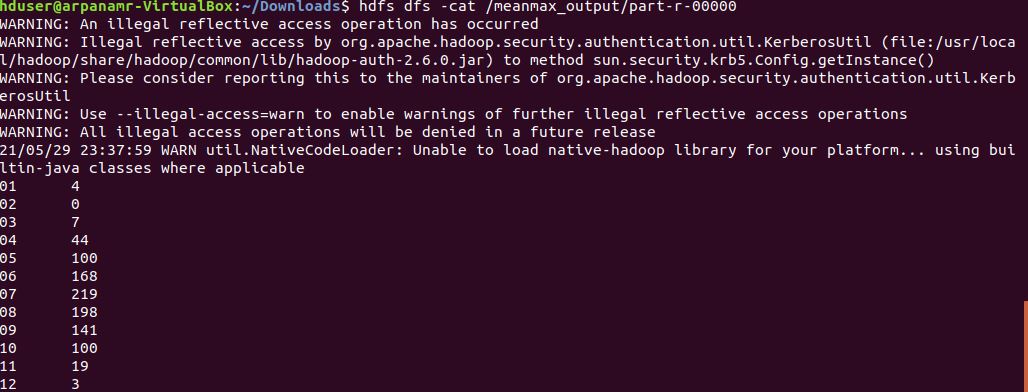 hduser@arpanamr-VirtualBox:~/Downloads$ hdfs dfs -cat /meanmax_output/part-r-00000
WARNING: An illegal reflective access operation has occurred
WARNING: Illegal reflective access by org.apache.hadoop.security.authentication.util.KerberosUtil (file:/usr/loca
l/hadoop/share/hadoop/common/lib/hadoop-auth-2.6.0.jar) to method sun.security.krb5.Config.getInstance()
WARNING: Please consider reporting this to the maintainers of org.apache.hadoop.security.authentication.util.Kerb
erosUtil
WARNING: Use --illegal-access=warn to enable warnings of further illegal reflective access operations
WARNING: All illegal access operations will be denied in a future release
21/05/29 23:37:59 WARN util.NativeCodeLoader: Unable to load native-hadoop library for your platform... using bui
ltin-java classes where applicable
01 4
02 0
03 7
04 44
05 100
06 168
07 219
08 198
09 141
10 100
11 19
12 3